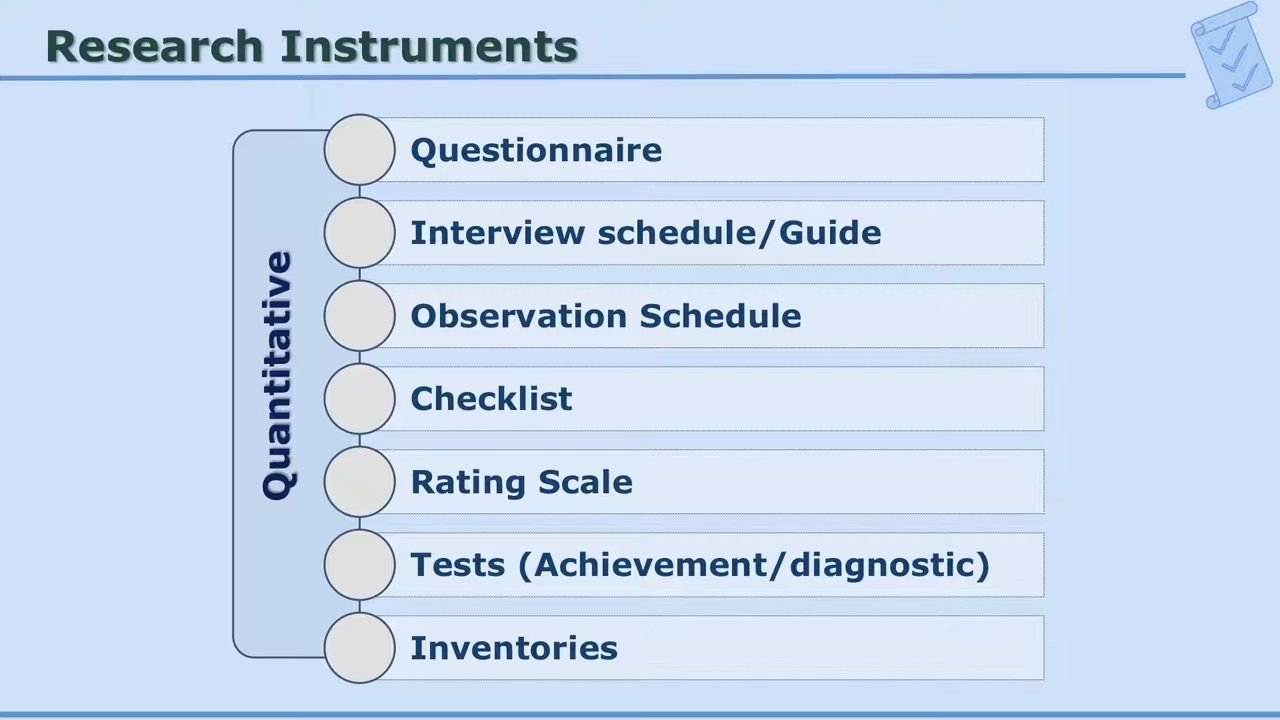 Research Instruments
Quantitative
Questionnaire
Interview schedule/Guide
Observation Schedule
Checklist
Rating Scale
Tests (Achievement/diagnostic)
Inventories